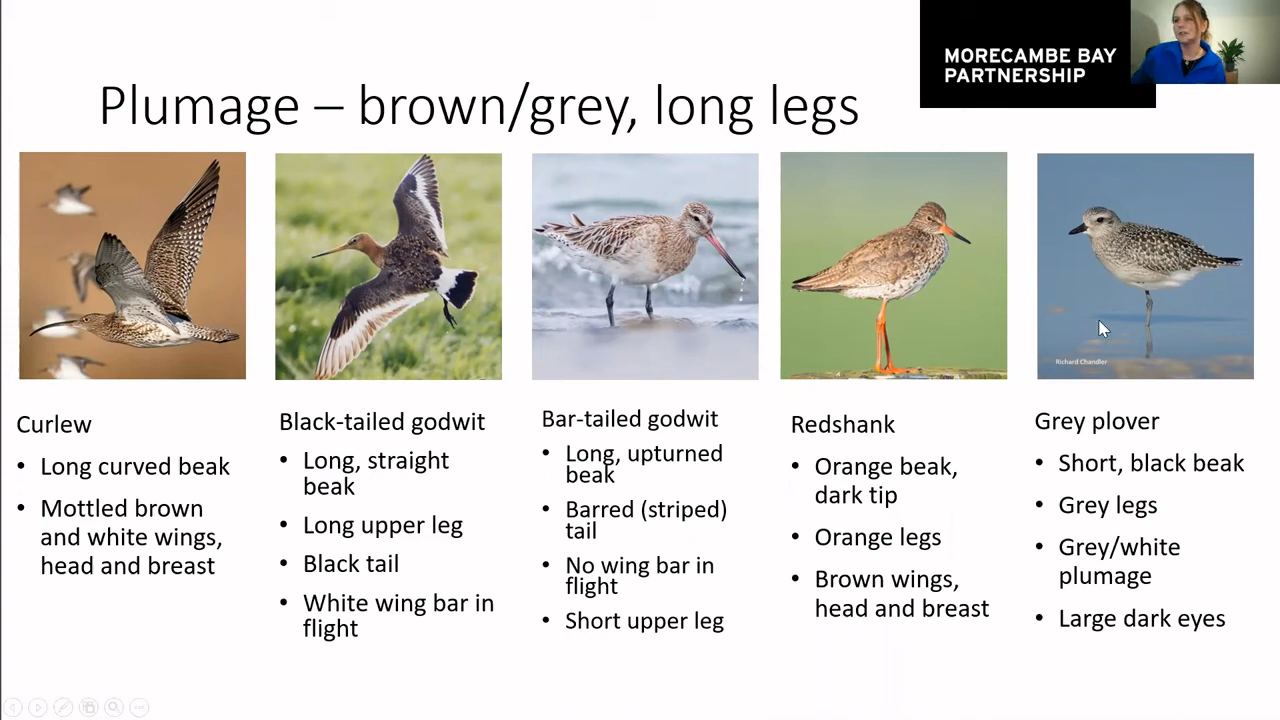 MORECAMBE BAY
PARTNERSHIP
Plumage – brown/grey, long legs
Richard Chandler
Curlew
• Long curved beak
• Mottled brown
and white wings,
head and breast
Black-tailed godwit
• Long, straight
beak
• Long upper leg
• Black tail
• White wing bar in
flight
Bar-tailed godwit
• Long, upturned
beak
• Barred (striped)
tail
• No wing bar in
flight
• Short upper leg
Redshank
• Orange beak,
dark tip
• Orange legs
• Brown wings,
head and breast
Grey plover
• Short, black beak
• Grey legs
• Grey/white
plumage
• Large dark eyes